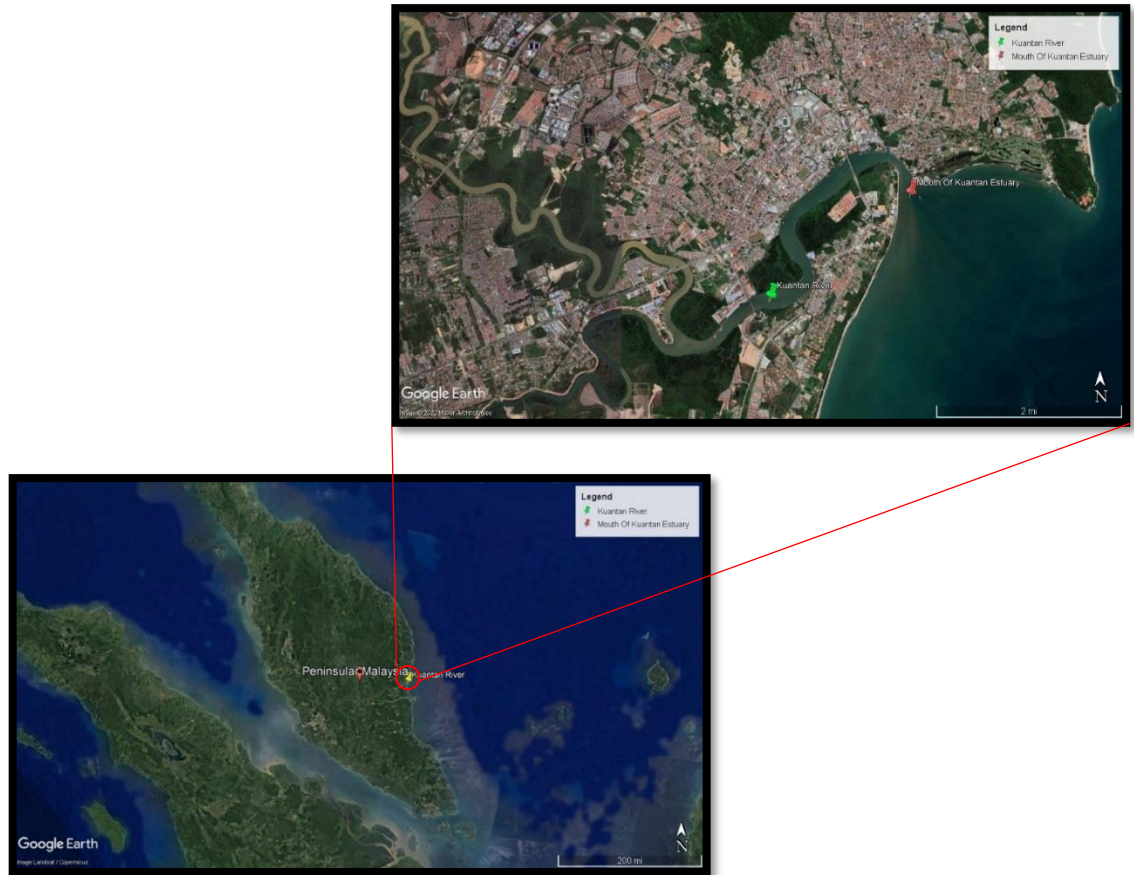 Legend
Kuantan River
Mouth Of Kuantan Estuary
Mouth Of Kuantan Estuary
Kuantan River
Google Earth
N
2 mi
Legend
Kuantan River
Mouth Of Kuantan Estuary
Peninsular Malaysia
Kuantan River
Google Earth
Image Landsat / Copernicus
N
200 mi